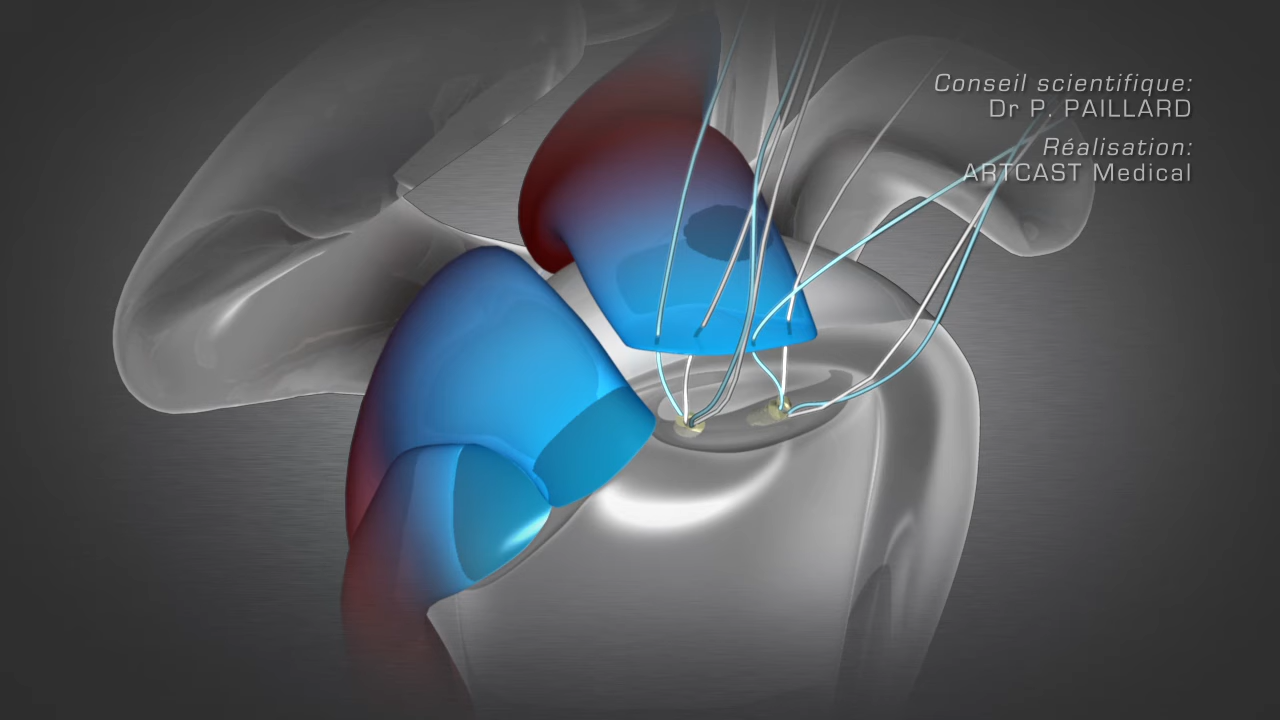 Conseil scientifique:
Dr P. PAILLARD
Réalisation:
ARTCAST Medical